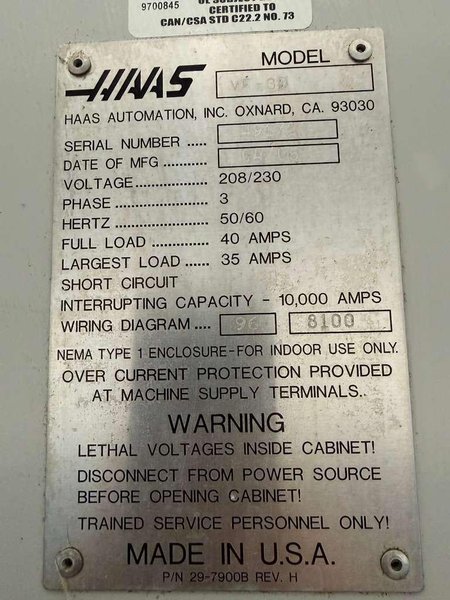 9700845
CERTIFIED TO
CAN/CSA STD C22.2 NO. 73
HAAS
MODEL
HAAS AUTOMATION, INC. OXNARD, CA. 93030
SERIAL NUMBER .....
DATE OF MFG ............
VOLTAGE .................. 208/230
PHASE ...................... 3
HERTZ ...................... 50/60
FULL LOAD .............. 40 AMPS
LARGEST LOAD ....... 35 AMPS
SHORT CIRCUIT
INTERRUPTING CAPACITY - 10,000 AMPS
WIRING DIAGRAM .... 96 8100
NEMA TYPE 1 ENCLOSURE-FOR INDOOR USE ONLY.
OVER CURRENT PROTECTION PROVIDED
AT MACHINE SUPPLY TERMINALS..
WARNING
LETHAL VOLTAGES INSIDE CABINET!
DISCONNECT FROM POWER SOURCE
BEFORE OPENING CABINET!
TRAINED SERVICE PERSONNEL ONLY!
MADE IN U.S.A.
P/N 29-7900B REV. H